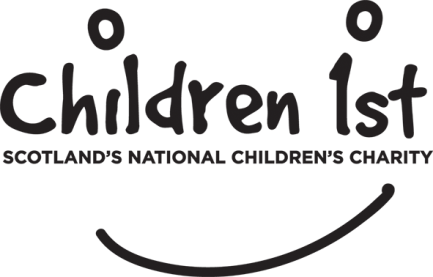 Children 1st
SCOTLAND'S NATIONAL CHILDREN'S CHARITY